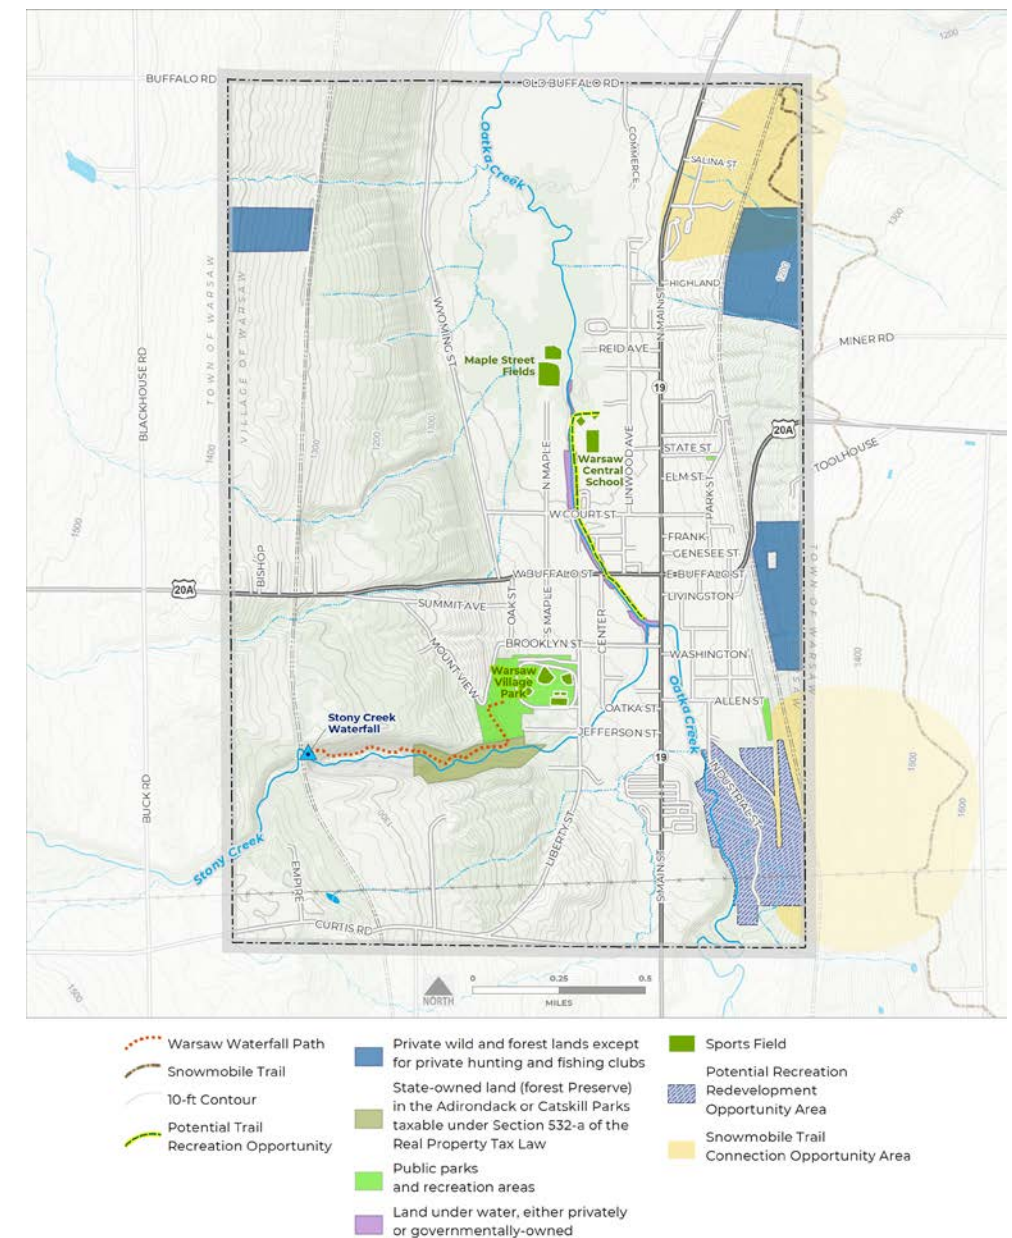 1200
BUFFALO RD
OLD BUFFALO RD
Oatka Creek
COMMERCE
SALINA ST
1300
TOWN OF WARSAW
VILLAGE OF WARSAW
HIGHLAND
N MAIN ST
WYOMING ST
BLACKHOUSE RD
REID AVE
MINER RD
Maple Street
Fields
19
1400
1300
1200
1100
20A
TOOLHOUSE
N MAPLE
Warsaw
Central
School
LINWOOD AVE
STATE ST
ELM ST
PARK ST
1500
W COURT ST
FRANK
GENESEE ST
BISHOP
W BUFFALO ST
E BUFFALO ST
20A
SUMMIT AVE
OAK ST
S MAPLE
CENTER
LIVINGSTON
TOWN OF WARSAW
BROOKLYN ST
WASHINGTON
MOUNT VIEW
1400
Warsaw
Village
Park
Oatka Creek
ALLEN ST
OATKA ST
Stony Creek
Waterfall
JEFFERSON ST
19
BUCK RD
INDUSTRIAL ST
1500
1600
1300
LIBERTY ST
Stony Creek
EMPIRE
S MAIN ST
CURTIS RD
1500
NORTH
0
0.25
0.5
MILES
Warsaw Waterfall Path
Snowmobile Trail
10-ft Contour
Potential Trail
Recreation Opportunity
Private wild and forest lands except
for private hunting and fishing clubs
State-owned land (forest Preserve)
in the Adirondack or Catskill Parks
taxable under Section 532-a of the
Real Property Tax Law
Public parks
and recreation areas
Land under water, either privately
or governmentally-owned
Sports Field
Potential Recreation
Redevelopment
Opportunity Area
Snowmobile Trail
Connection Opportunity Area